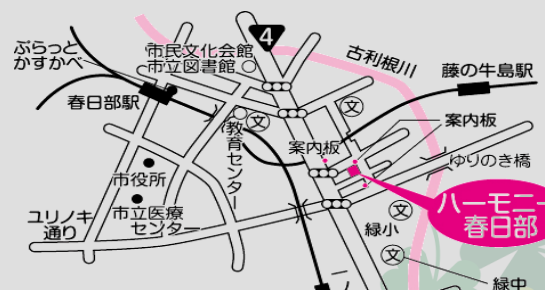 ぷらっと
かすかべ
市民文化会館
市立図書館
4
古利根川
藤の牛島駅
春日部駅
文
文
教育センター
案内板
案内板
ゆりのき橋
市役所
市立医療
センター
ユリノキ
通り
ハーモニー
春日部
文
緑小
文
緑中